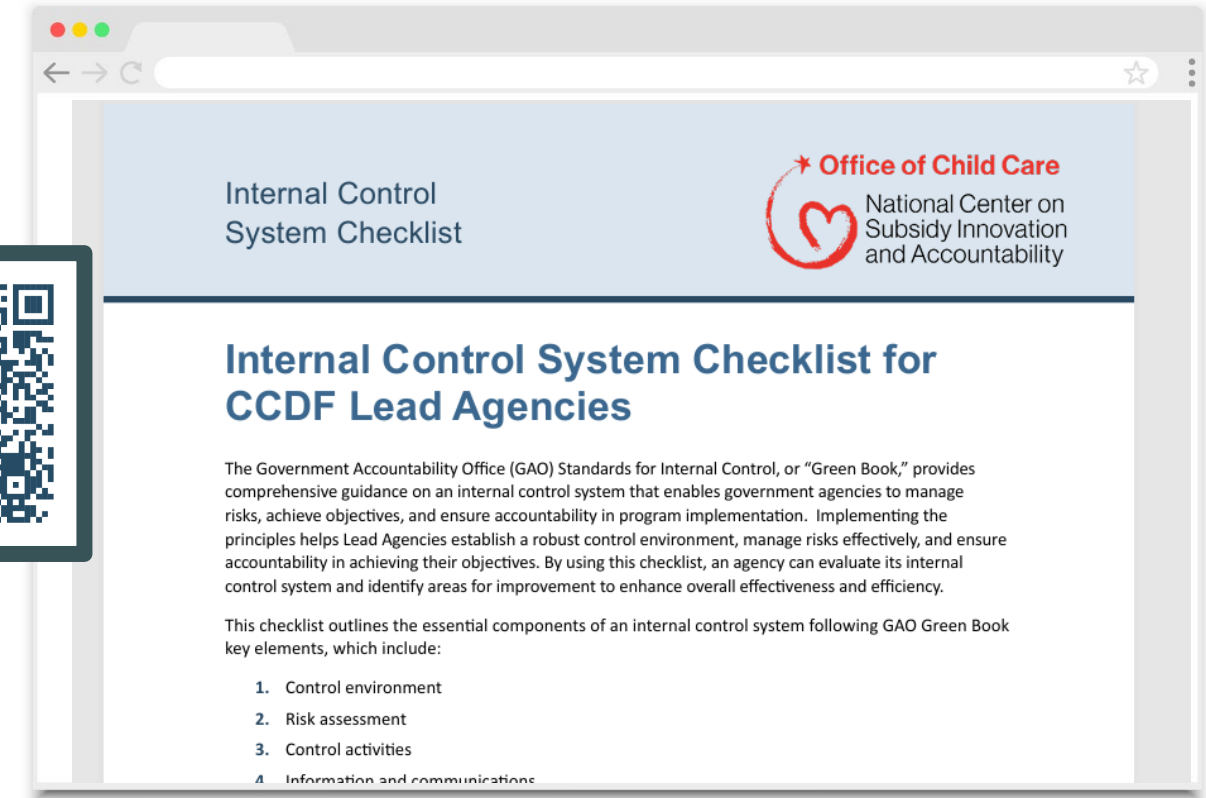 Internal Control
System Checklist
Office of Child Care
National Center on
Subsidy Innovation
and Accountability
Internal Control System Checklist for
CCDF Lead Agencies
The Government Accountability Office (GAO) Standards for Internal Control, or “Green Book,” provides
comprehensive guidance on an internal control system that enables government agencies to manage
risks, achieve objectives, and ensure accountability in program implementation.  Implementing the
principles helps Lead Agencies establish a robust control environment, manage risks effectively, and ensure
accountability in achieving their objectives. By using this checklist, an agency can evaluate its internal
control system and identify areas for improvement to enhance overall effectiveness and efficiency.
This checklist outlines the essential components of an internal control system following GAO Green Book
key elements, which include:
1. Control environment
2. Risk assessment
3. Control activities
4. Information and communications